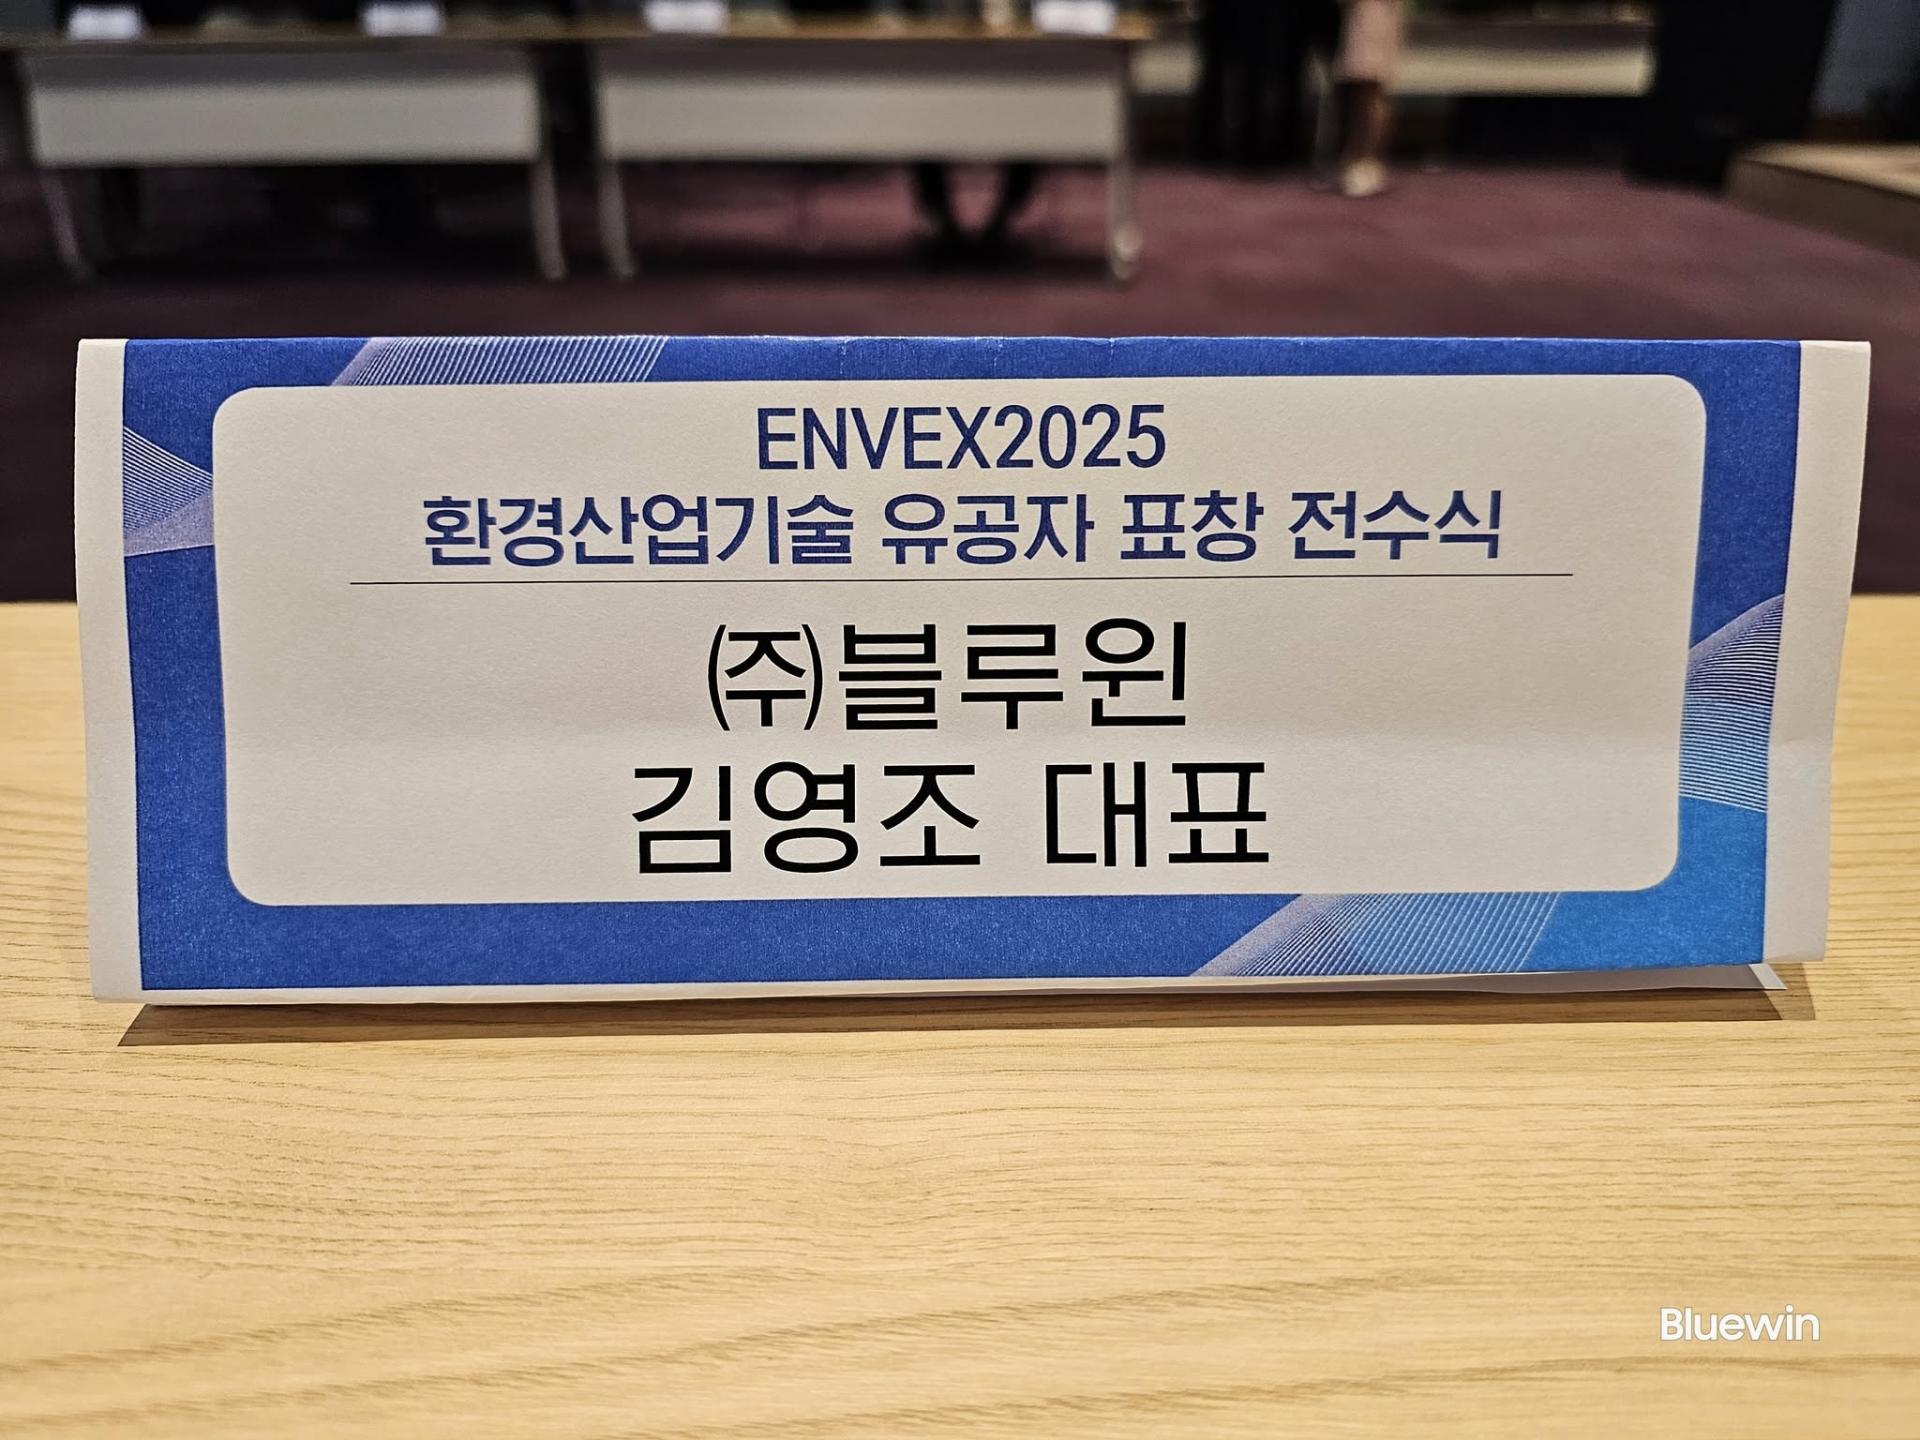 ENVEX2025
환경산업기술 유공자 표창 전수식
㈜블루윈
김영조 대표
Bluewin